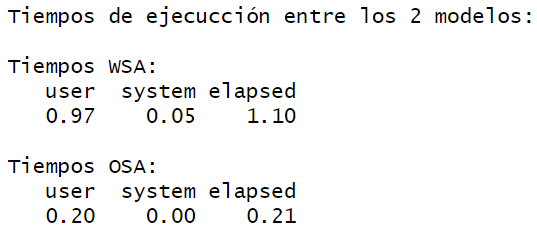 Tiempos de ejecución entre los 2 modelos:
Tiempos WSA:
user system elapsed
0.97 0.05 1.10
Tiempos OSA:
user system elapsed
0.20 0.00 0.21